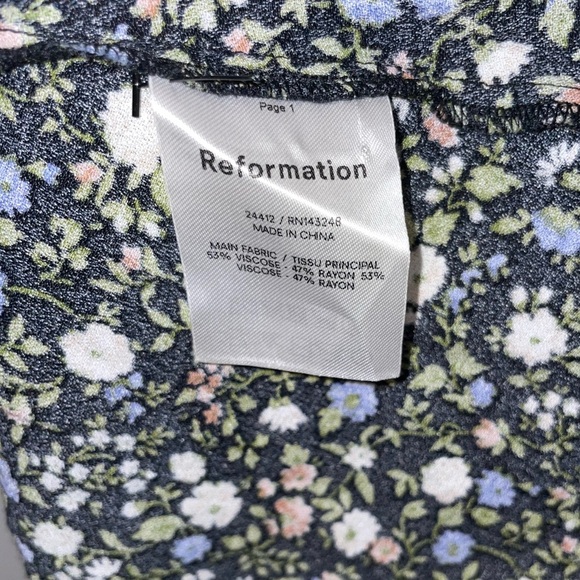 Page 1
Reformation
24412 / RN143246
MADE IN CHINA
MAIN FABRIC / TISSU PRINCIPAL
53% VISCOSE - 47% RAYON 53%
VISCOSE - 47% RAYON